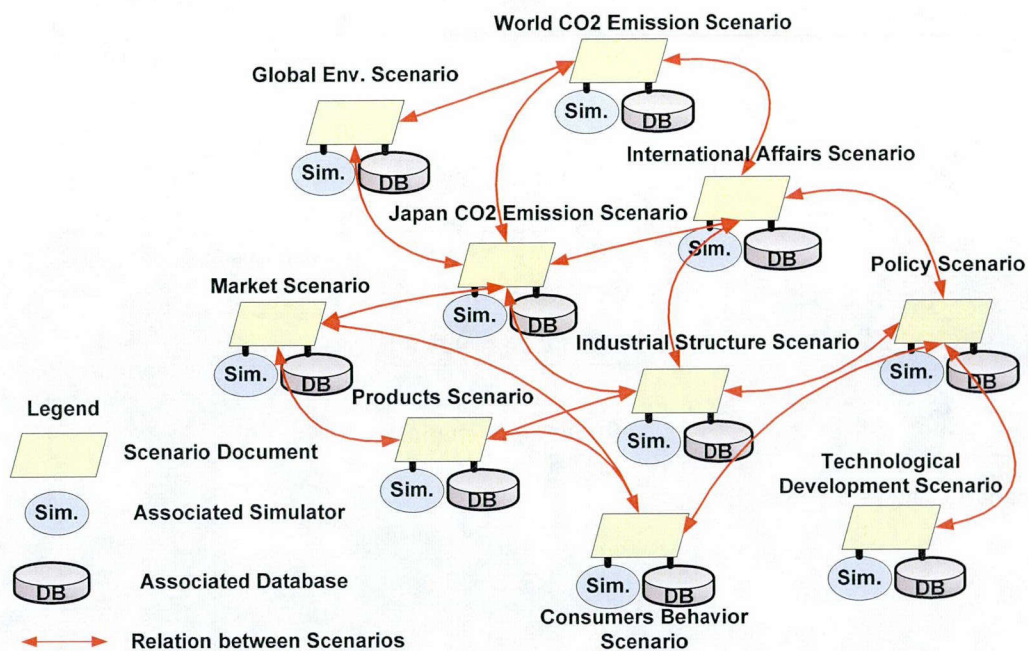 World CO2 Emission Scenario
Global Env. Scenario
Sim.
DB
Sim.
DB
International Affairs Scenario
Japan CO2 Emission Scenario
Sim.
DB
Policy Scenario
Market Scenario
Sim.
DB
Industrial Structure Scenario
Sim.
DB
Sim.
DB
Products Scenario
Legend
Sim.
DB
Scenario Document
Technological
Development Scenario
Sim.
DB
Sim.
Associated Simulator
Sim.
DB
Sim.
DB
DB
Associated Database
Consumers Behavior
Scenario
Relation between Scenarios